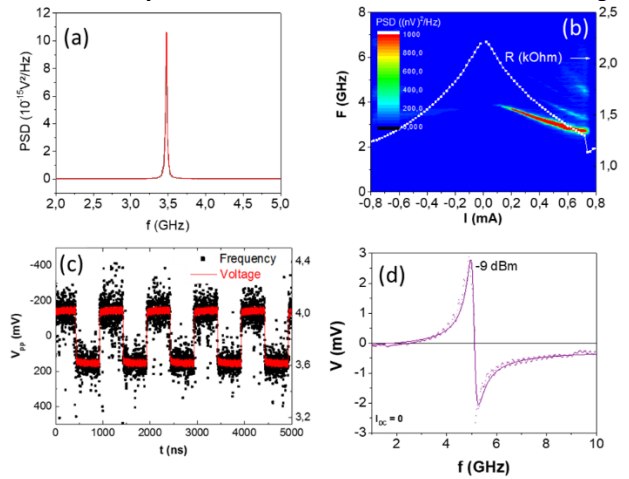 (a)
PSD (10⁻¹⁵V²/Hz)
12
10
8
6
4
2
0
2,0 2,5 3,0 3,5 4,0 4,5 5,0
f (GHz)
(b)
PSD ((nV)²/Hz)
1000
800,0
600,0
400,0
200,0
R (kOhm)
F (GHz)
8
6
4
2
0
2,5
2,0
1,5
1,0
-0,8 -0,6 -0,4 -0,2 0,0 0,2 0,4 0,6 0,8
I (mA)
(c)
Frequency
Voltage
Vpp (mV)
-400
-200
0
200
400
4,4
4,0
3,6
3,2
0 1000 2000 3000 4000 5000
t (ns)
(d)
-9 dBm
V (mV)
3
2
1
0
-1
-2
-3
I_DC = 0
2 4 6 8 10
f (GHz)